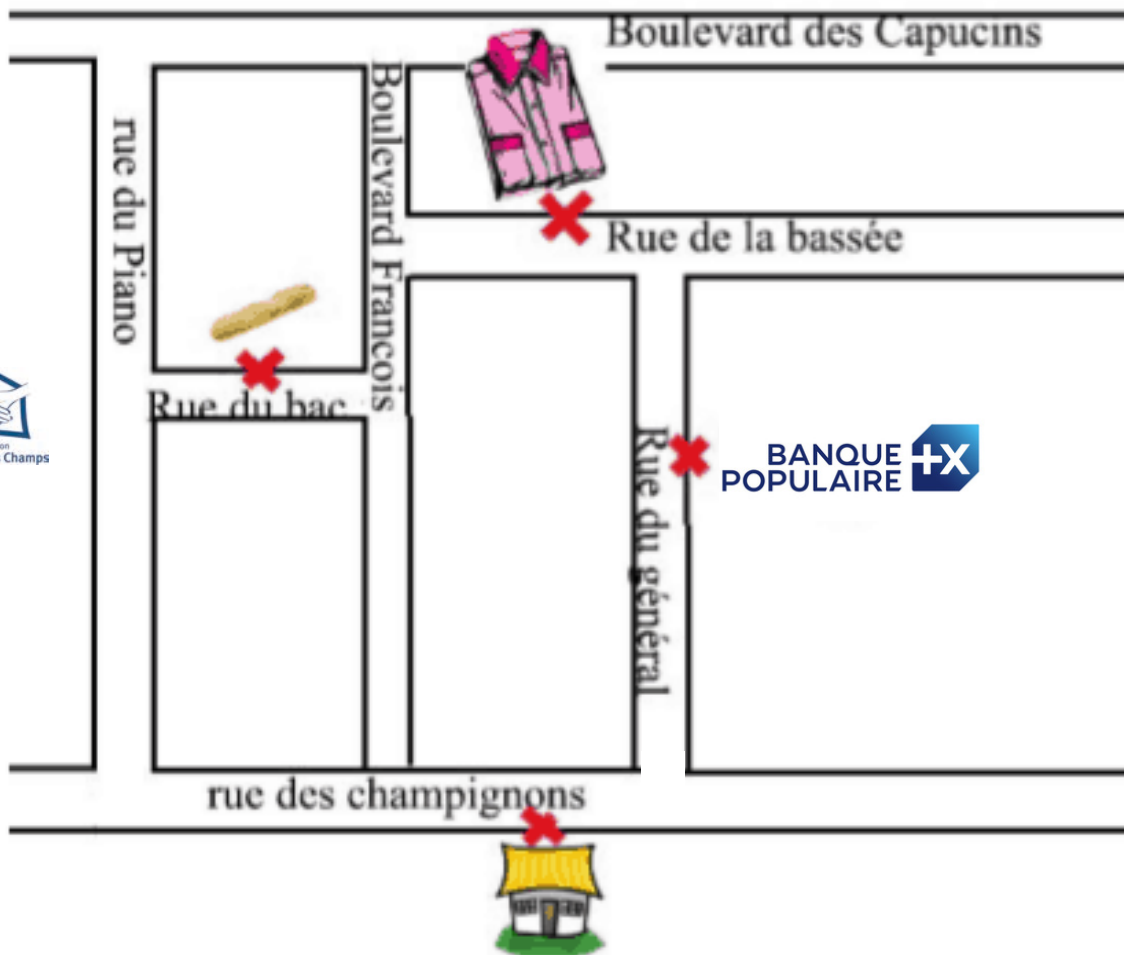 Boulevard des Capucins
rue du Piano
Boulevard Francois
Rue de la bassée
Rue du bac
on
s Champs
Rue du général
BANQUE
POPULAIRE
+X
rue des champignons